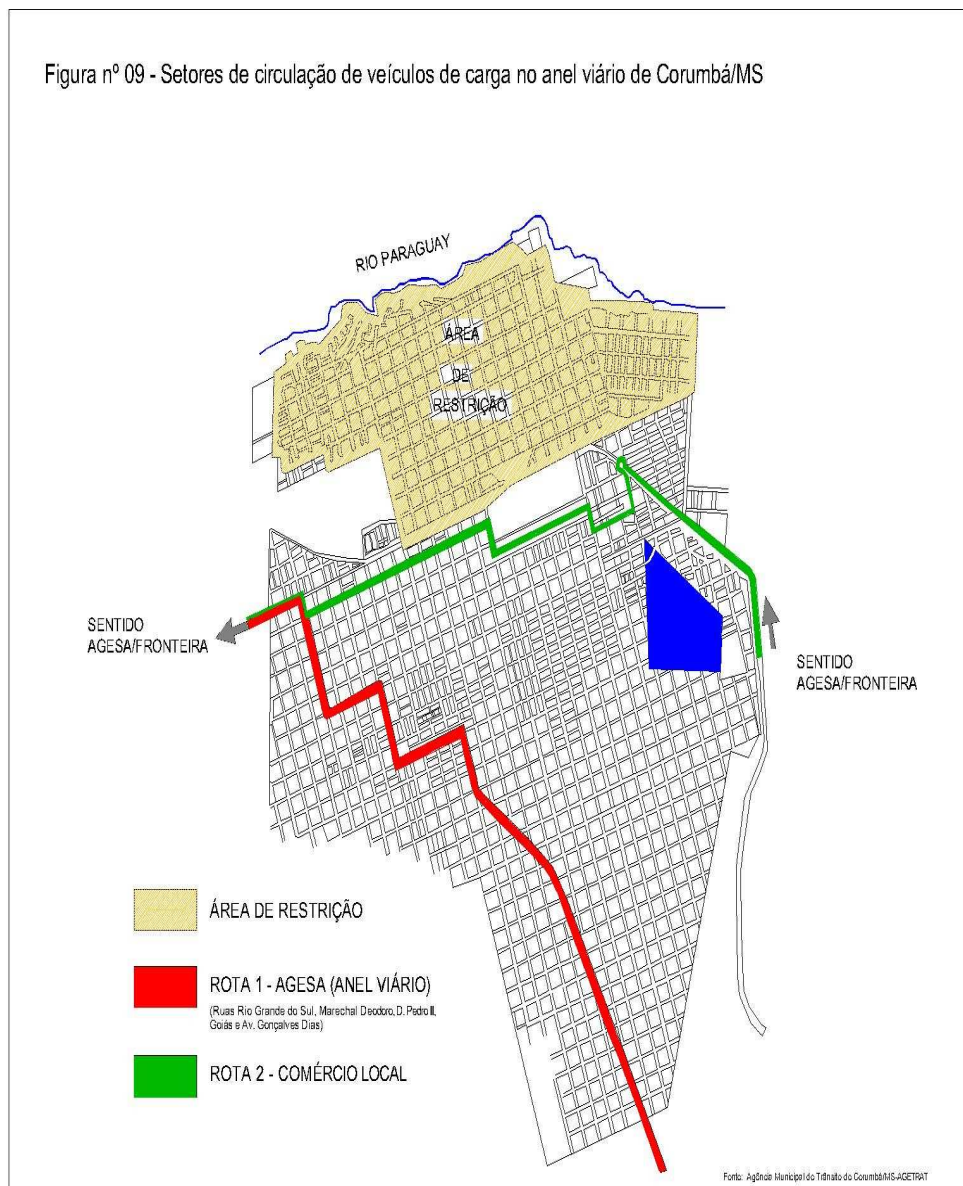 Figura nº 09 - Setores de circulação de veículos de carga no anel viário de Corumbá/MS
RIO PARAGUAY
ÁREA
DE
RESTRIÇÃO
SENTIDO
AGESA/FRONTEIRA
SENTIDO
AGESA/FRONTEIRA
ÁREA DE RESTRIÇÃO
ROTA 1 - AGESA (ANEL VIÁRIO)
(Ruas Rio Grande do Sul, Marechal Deodoro, D. Pedro II,
Goiás e Av. Gonçalves Dias)
ROTA 2 - COMÉRCIO LOCAL
Fonte: Agência Municipal de Trânsito de Corumbá/MS-AGETRAT